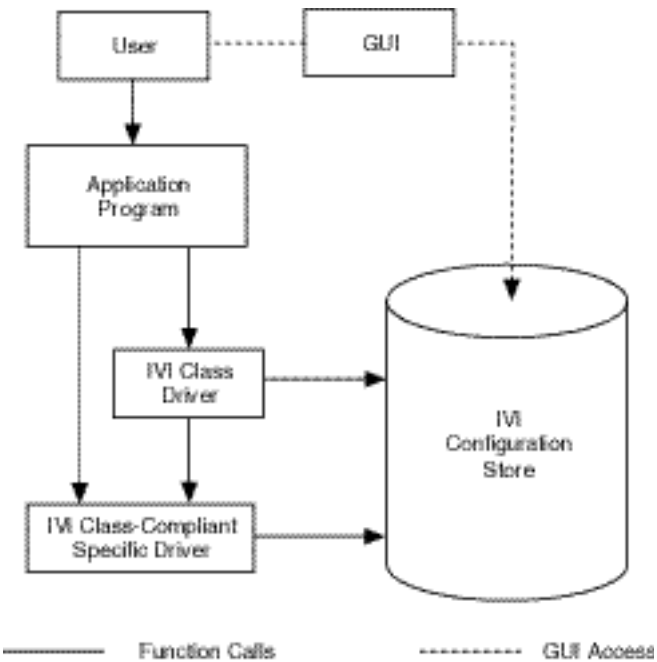 User
GUI
Application
Program
IVI Class
Driver
IVI
Configuration
Store
IVI Class-Compliant
Specific Driver
Function Calls
GUI Access